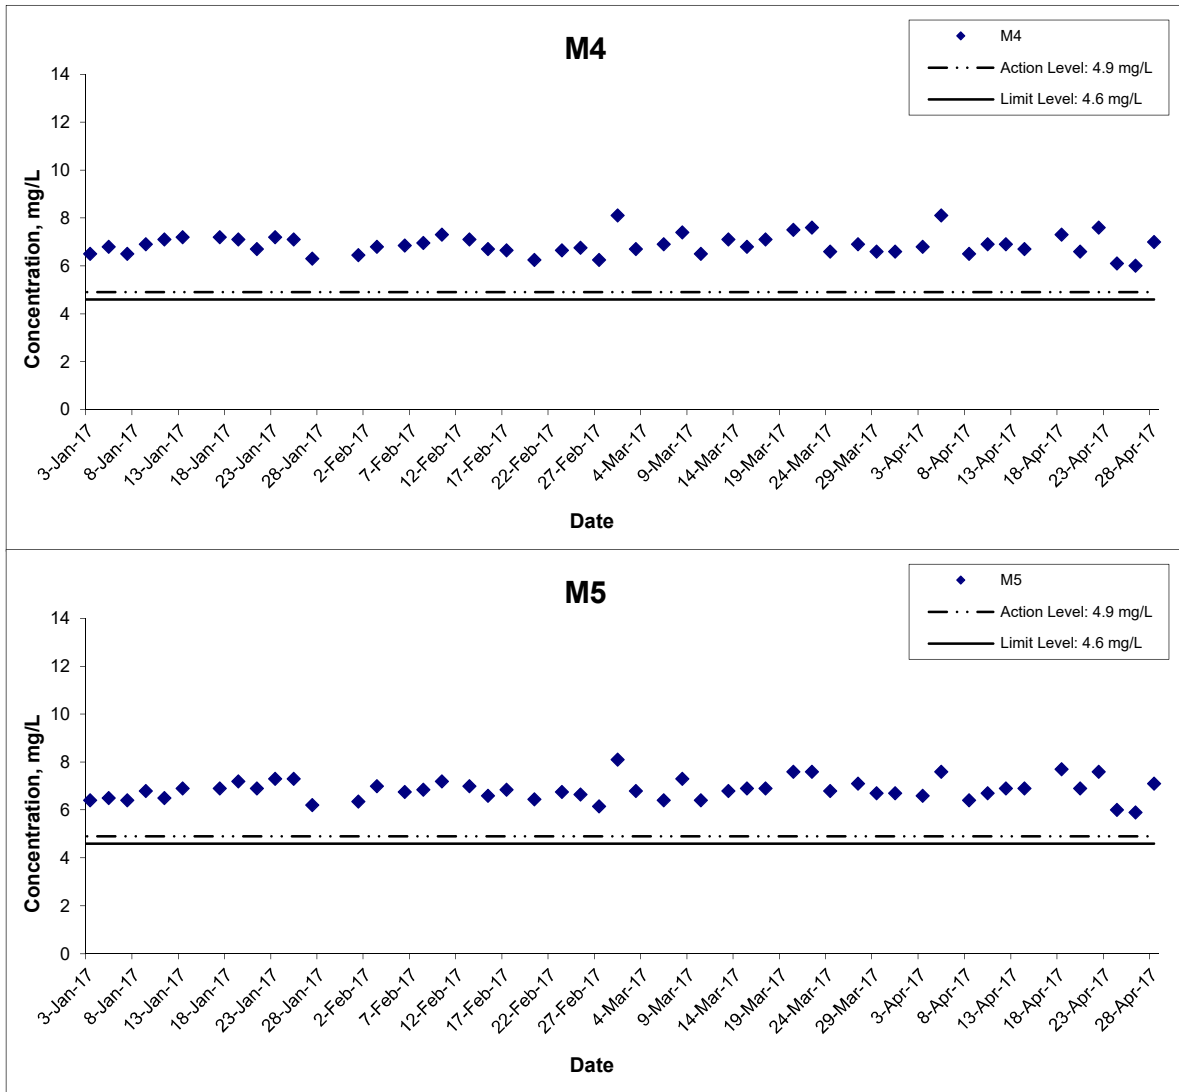 M4
M4
Action Level: 4.9 mg/L
Limit Level: 4.6 mg/L
Concentration, mg/L
14
12
10
8
6
4
2
0
3-Jan-17
8-Jan-17
13-Jan-17
18-Jan-17
23-Jan-17
28-Jan-17
2-Feb-17
7-Feb-17
12-Feb-17
17-Feb-17
22-Feb-17
27-Feb-17
4-Mar-17
9-Mar-17
14-Mar-17
19-Mar-17
24-Mar-17
29-Mar-17
3-Apr-17
8-Apr-17
13-Apr-17
18-Apr-17
23-Apr-17
28-Apr-17
Date
M5
M5
Action Level: 4.9 mg/L
Limit Level: 4.6 mg/L
Concentration, mg/L
14
12
10
8
6
4
2
0
3-Jan-17
8-Jan-17
13-Jan-17
18-Jan-17
23-Jan-17
28-Jan-17
2-Feb-17
7-Feb-17
12-Feb-17
17-Feb-17
22-Feb-17
27-Feb-17
4-Mar-17
9-Mar-17
14-Mar-17
19-Mar-17
24-Mar-17
29-Mar-17
3-Apr-17
8-Apr-17
13-Apr-17
18-Apr-17
23-Apr-17
28-Apr-17
Date